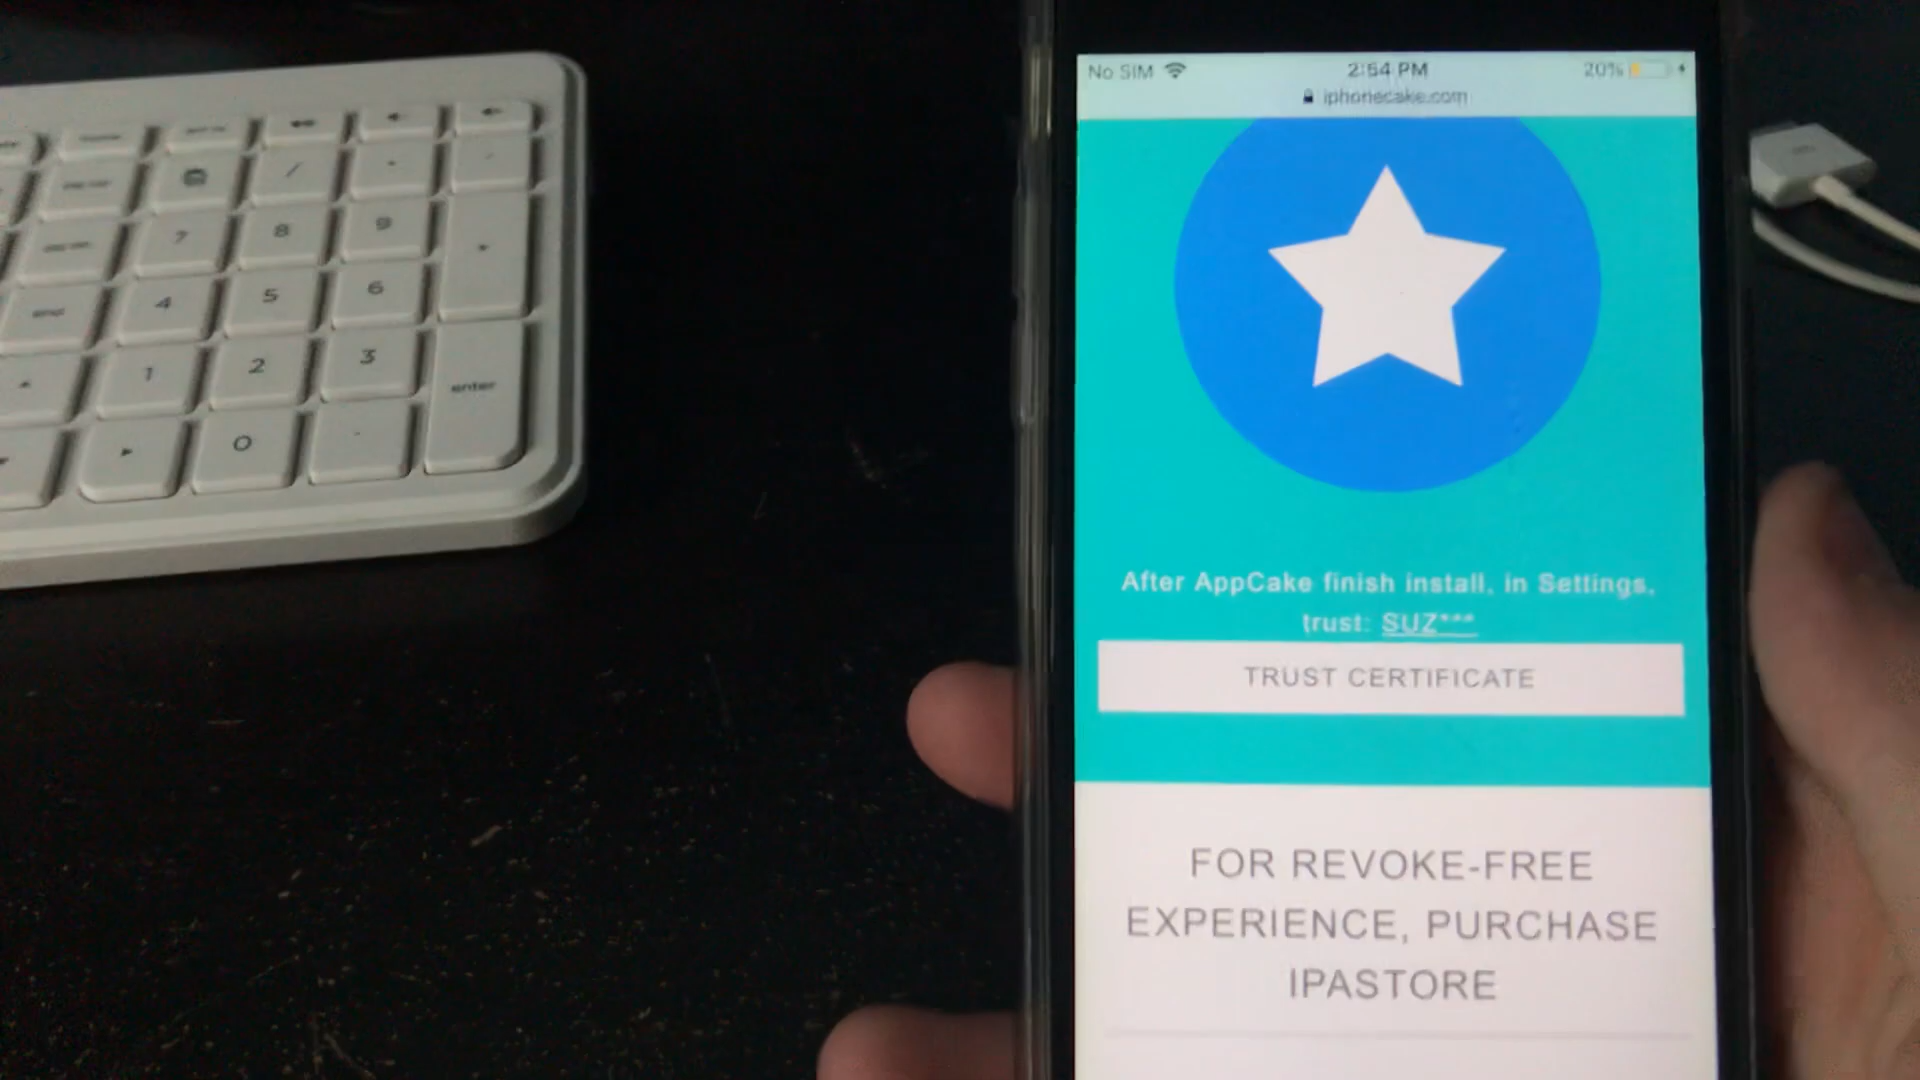 No SIM
2:54 PM
20%
iphonecake.com
After AppCake finish install, in Settings,
trust: SUZ***
TRUST CERTIFICATE
FOR REVOKE-FREE
EXPERIENCE, PURCHASE
IPASTORE
/
7 8 9
end 4 5 6
1 2 3 enter
0